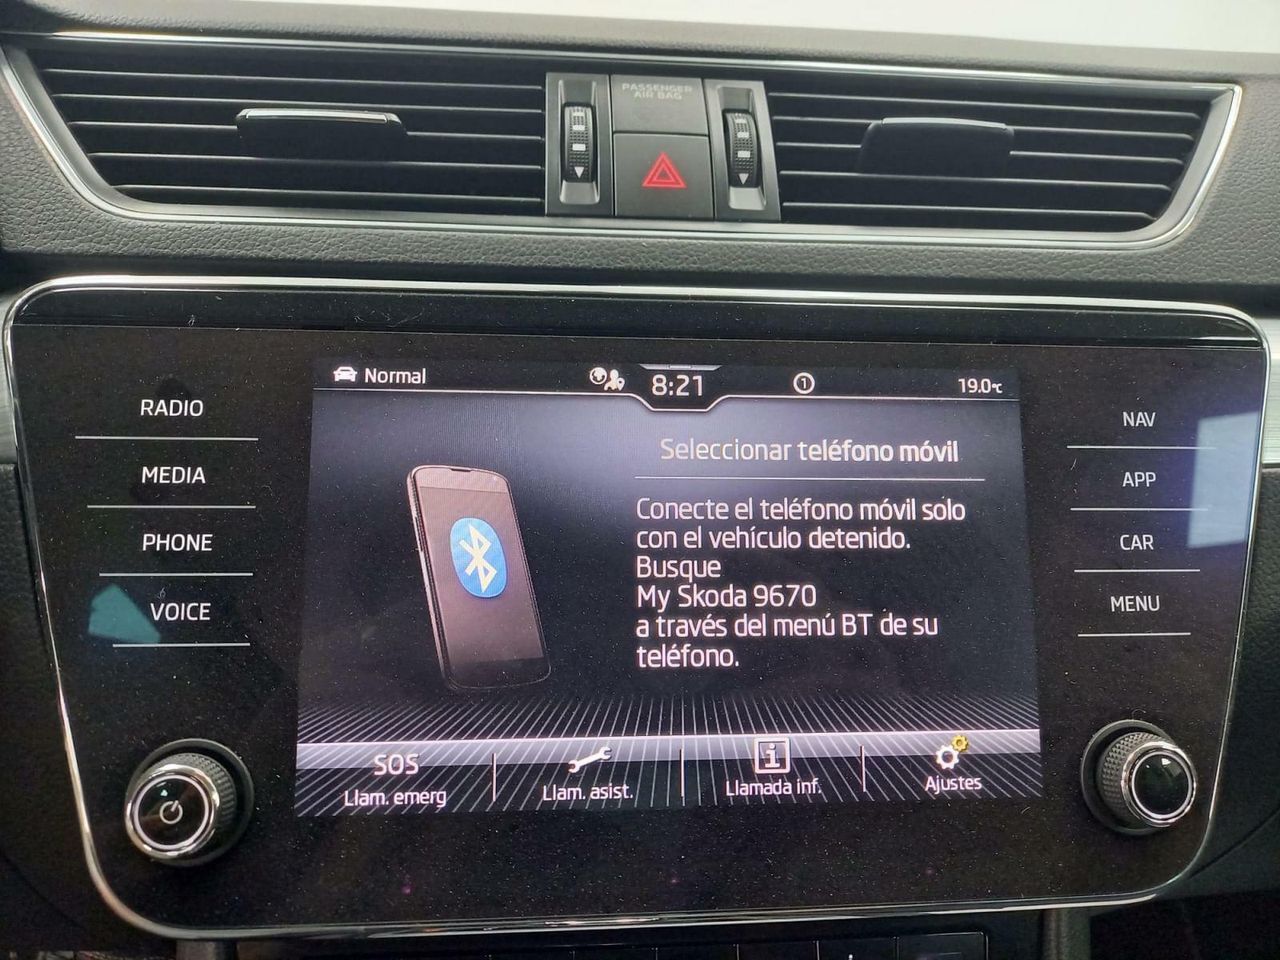 PASSENGER
AIR BAG
Normal
8:21
1
19.0°C
RADIO
MEDIA
PHONE
VOICE
Seleccionar teléfono móvil
Conecte el teléfono móvil solo
con el vehículo detenido.
Busque
My Skoda 9670
a través del menú BT de su
teléfono.
NAV
APP
CAR
MENU
SOS
Llam. emerg
Llam. asist.
Llamada inf.
Ajustes